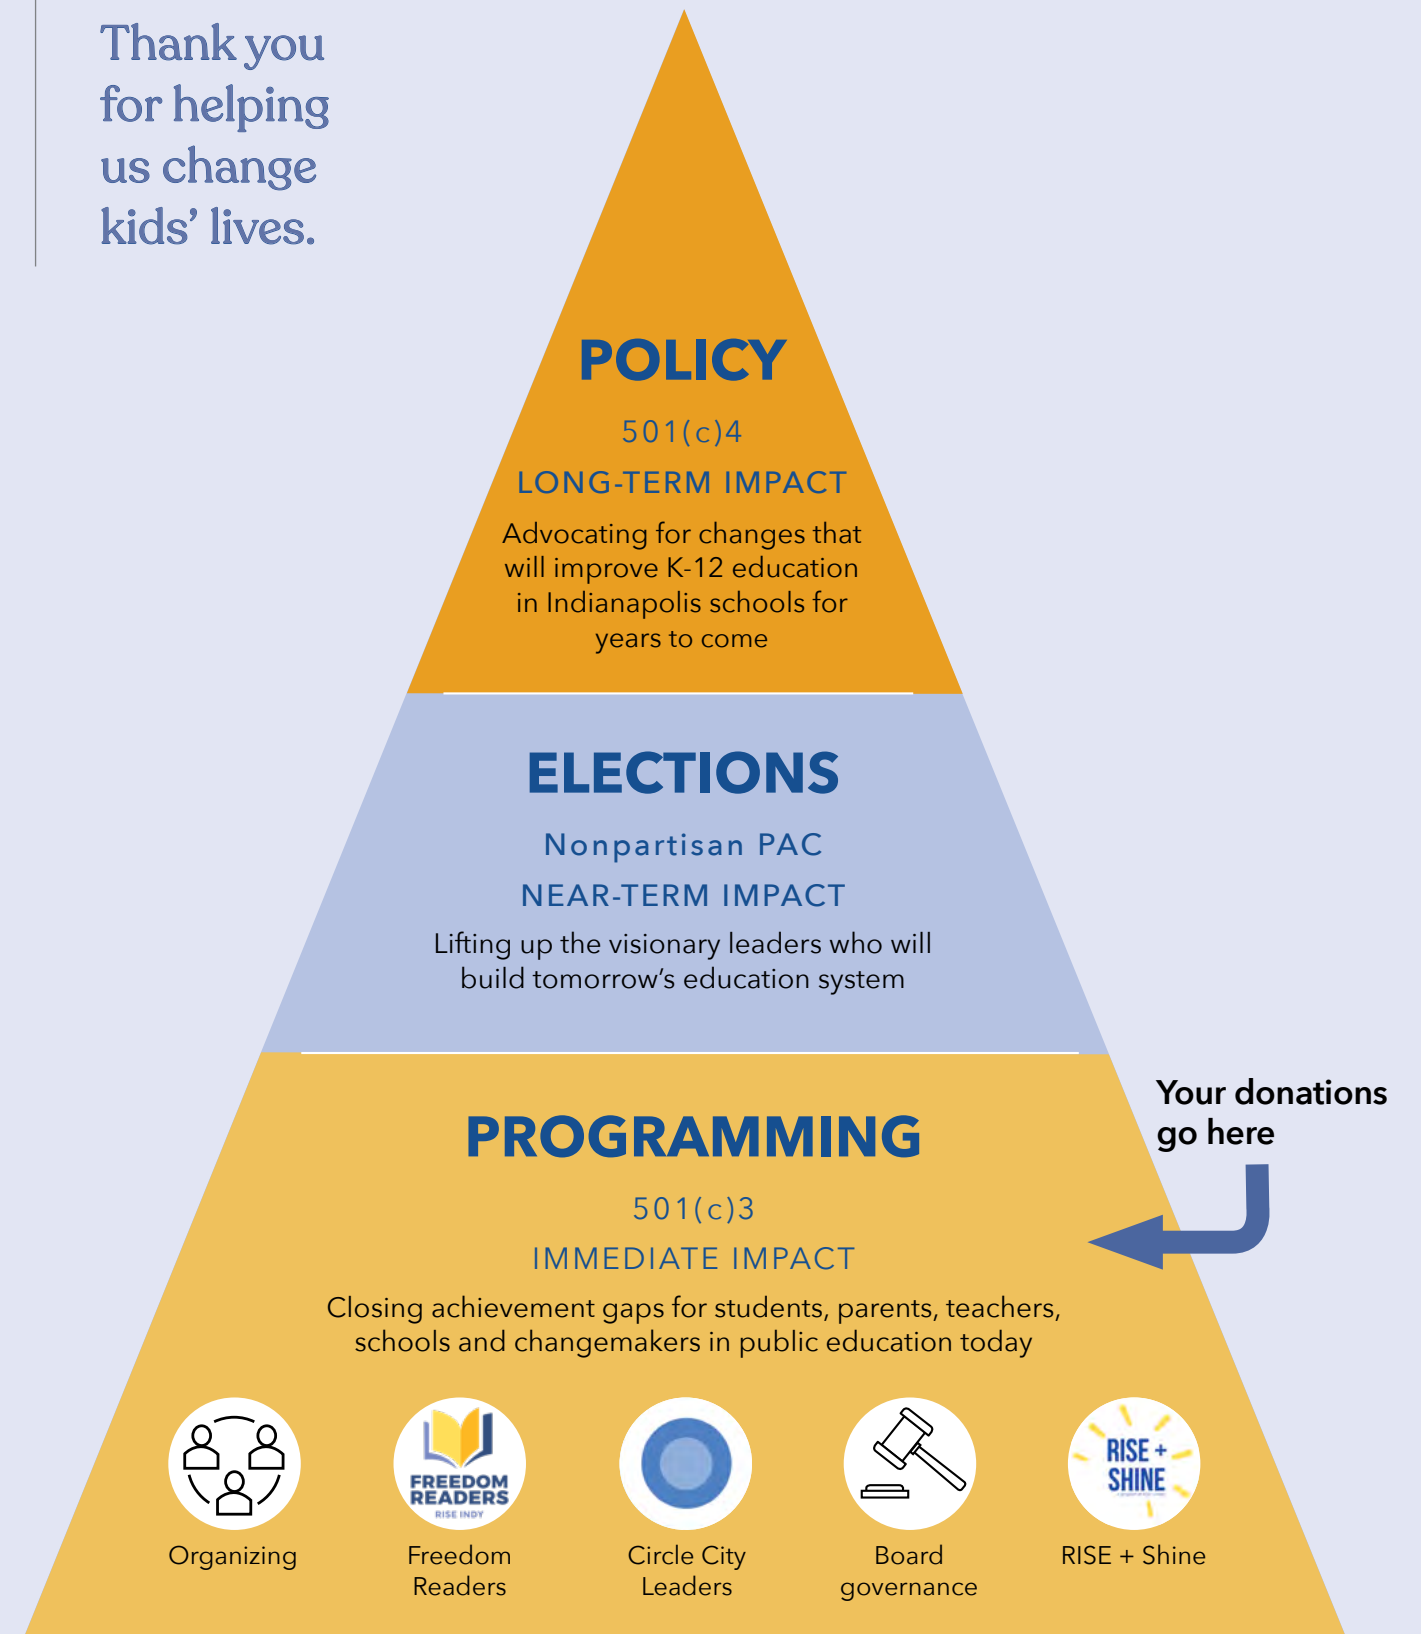 Thank you
for helping
us change
kids’ lives.
POLICY
501(c)4
LONG-TERM IMPACT
Advocating for changes that
will improve K-12 education
in Indianapolis schools for
years to come
ELECTIONS
Nonpartisan PAC
NEAR-TERM IMPACT
Lifting up the visionary leaders who will
build tomorrow’s education system
Your donations
go here
PROGRAMMING
501(c)3
IMMEDIATE IMPACT
Closing achievement gaps for students, parents, teachers,
schools and changemakers in public education today
FREEDOM
READERS
RISE INDY
RISE +
SHINE
Organizing
Freedom
Readers
Circle City
Leaders
Board
governance
RISE + Shine